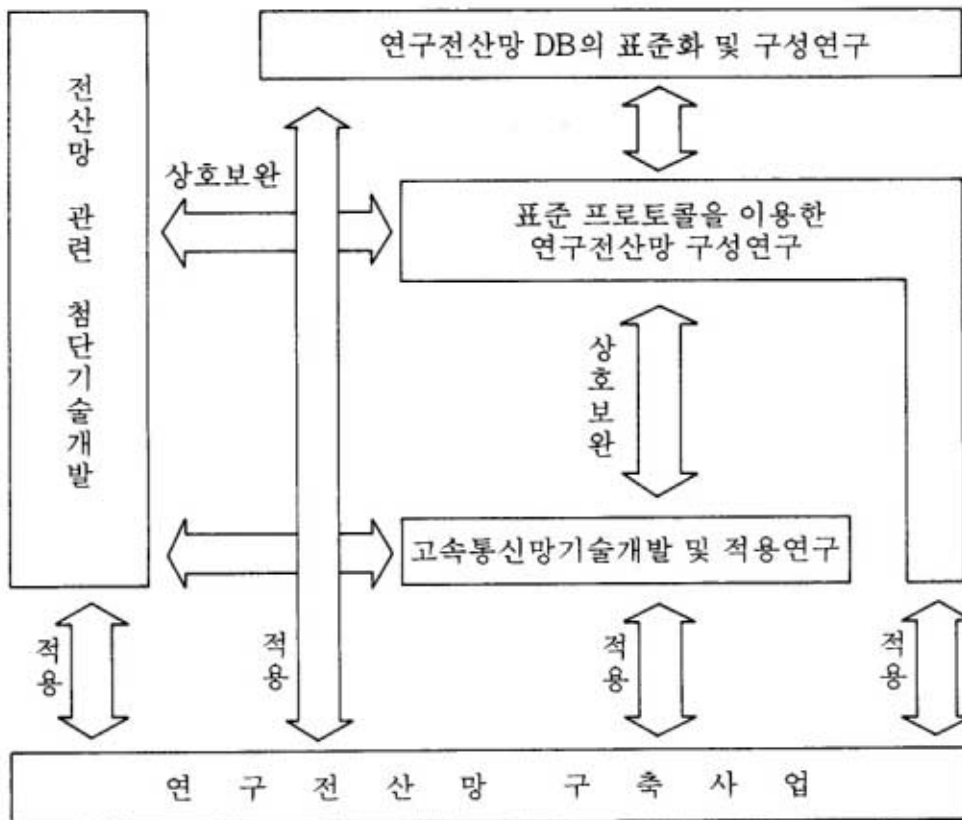 연구전산망 DB의 표준화 및 구성연구
전산망 관련 첨단기술개발
상호보완
표준 프로토콜을 이용한
연구전산망 구성연구
상호보완
고속통신망기술개발 및 적용연구
적용
적용
적용
적용
연구전산망 구축사업